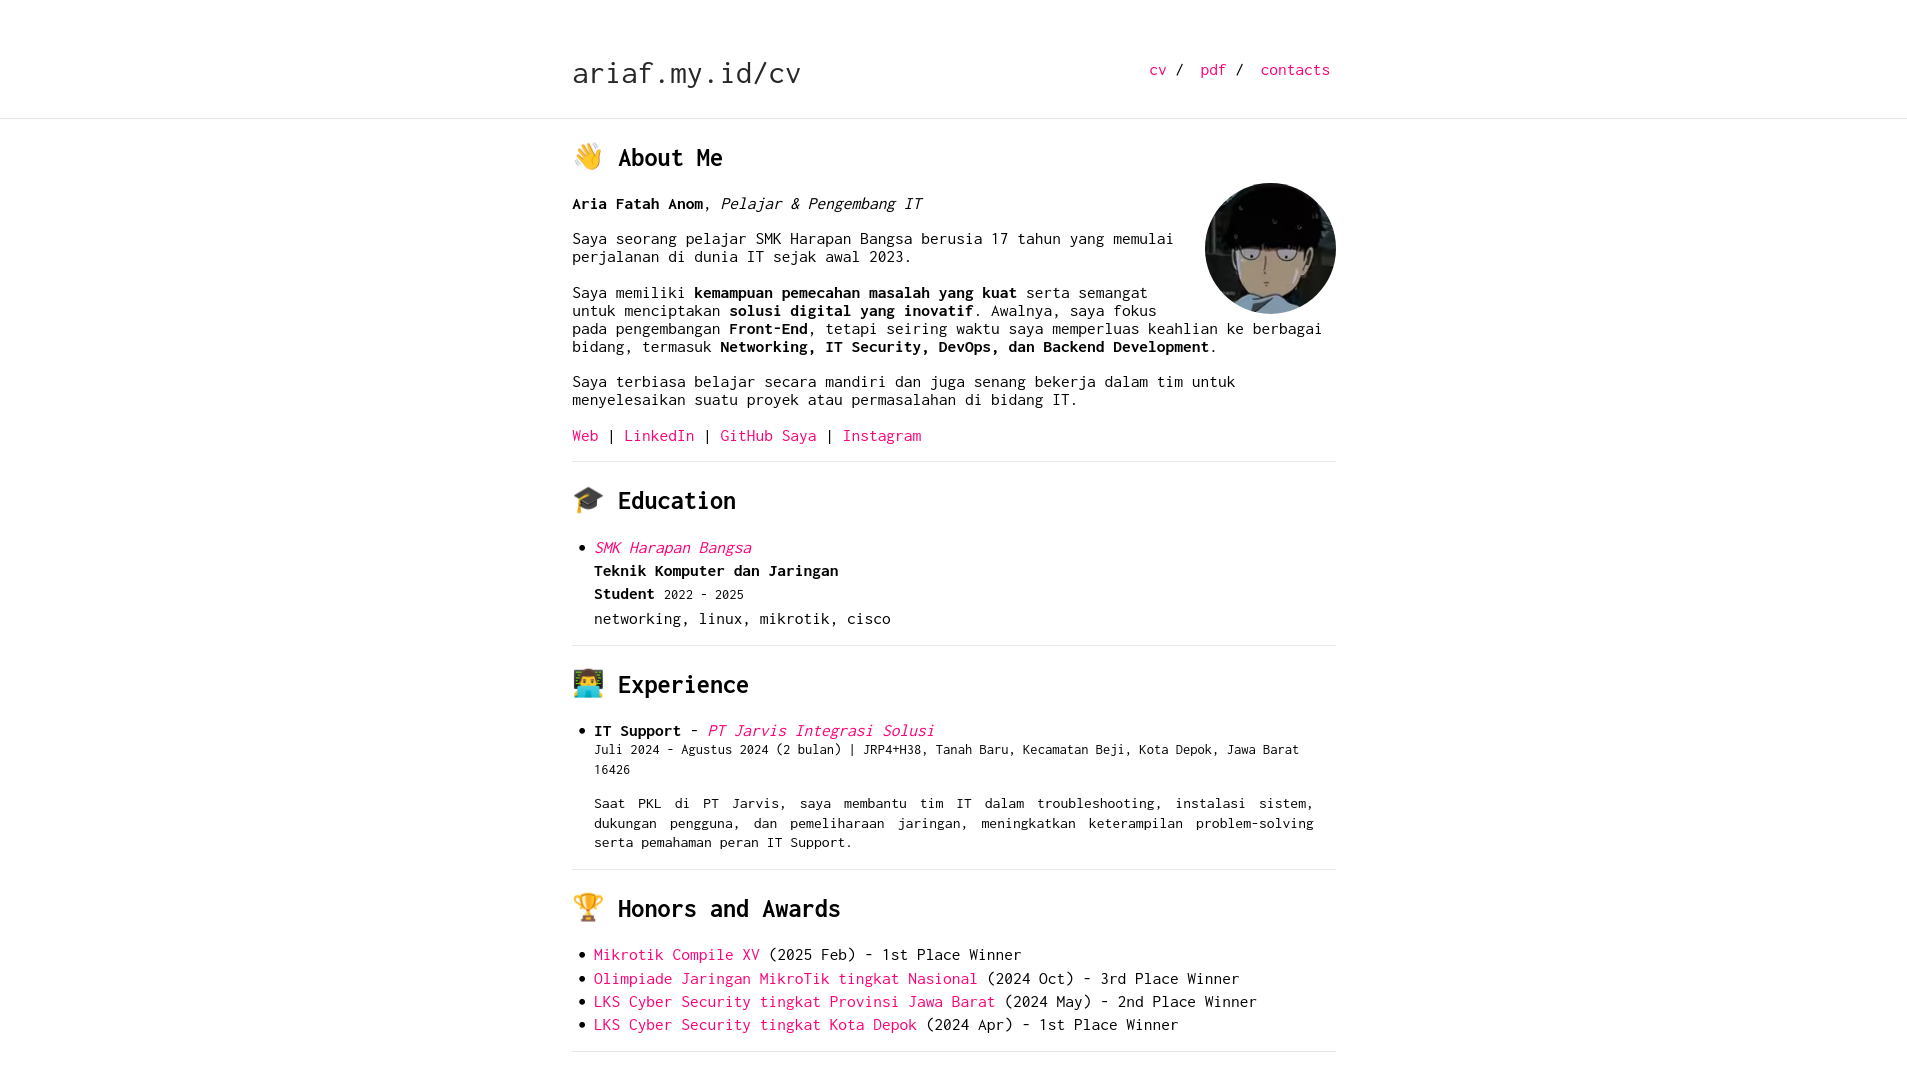 ariaf.my.id/cv
cv / pdf / contacts
👋 About Me
Aria Fatah Anom, Pelajar & Pengembang IT
Saya seorang pelajar SMK Harapan Bangsa berusia 17 tahun yang memulai
perjalanan di dunia IT sejak awal 2023.
Saya memiliki kemampuan pemecahan masalah yang kuat serta semangat
untuk menciptakan solusi digital yang inovatif. Awalnya, saya fokus
pada pengembangan Front-End, tetapi seiring waktu saya memperluas keahlian ke berbagai
bidang, termasuk Networking, IT Security, DevOps, dan Backend Development.
Saya terbiasa belajar secara mandiri dan juga senang bekerja dalam tim untuk
menyelesaikan suatu proyek atau permasalahan di bidang IT.
Web | LinkedIn | GitHub Saya | Instagram
🎓 Education
• SMK Harapan Bangsa
Teknik Komputer dan Jaringan
Student 2022 - 2025
networking, linux, mikrotik, cisco
👨‍💻 Experience
• IT Support - PT Jarvis Integrasi Solusi
Juli 2024 - Agustus 2024 (2 bulan) | JRP4+H38, Tanah Baru, Kecamatan Beji, Kota Depok, Jawa Barat
16426
Saat PKL di PT Jarvis, saya membantu tim IT dalam troubleshooting, instalasi sistem,
dukungan pengguna, dan pemeliharaan jaringan, meningkatkan keterampilan problem-solving
serta pemahaman peran IT Support.
🏆 Honors and Awards
• Mikrotik Compile XV (2025 Feb) - 1st Place Winner
• Olimpiade Jaringan MikroTik tingkat Nasional (2024 Oct) - 3rd Place Winner
• LKS Cyber Security tingkat Provinsi Jawa Barat (2024 May) - 2nd Place Winner
• LKS Cyber Security tingkat Kota Depok (2024 Apr) - 1st Place Winner